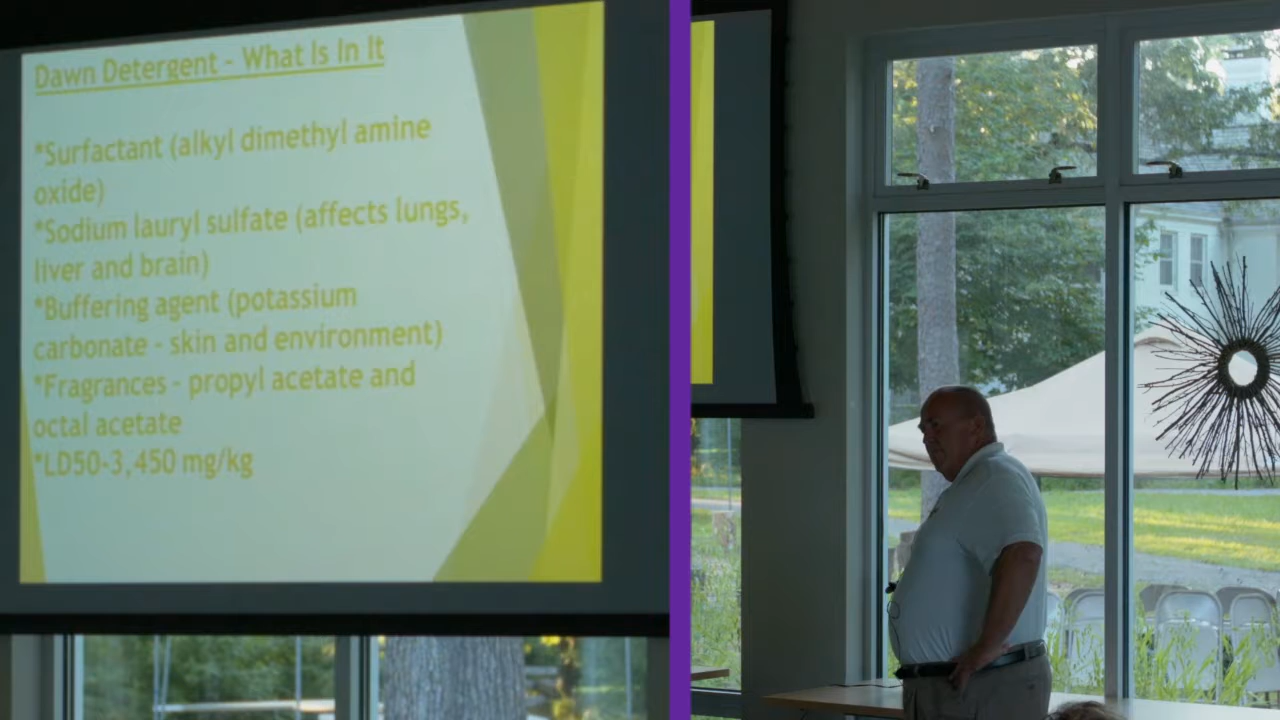 Dawn Detergent - What Is In It
*Surfactant (alkyl dimethyl amine
oxide)
*Sodium lauryl sulfate (affects lungs,
liver and brain)
*Buffering agent (potassium
carbonate - skin and environment)
*Fragrances - propyl acetate and
octal acetate
*LD50-3,450 mg/kg